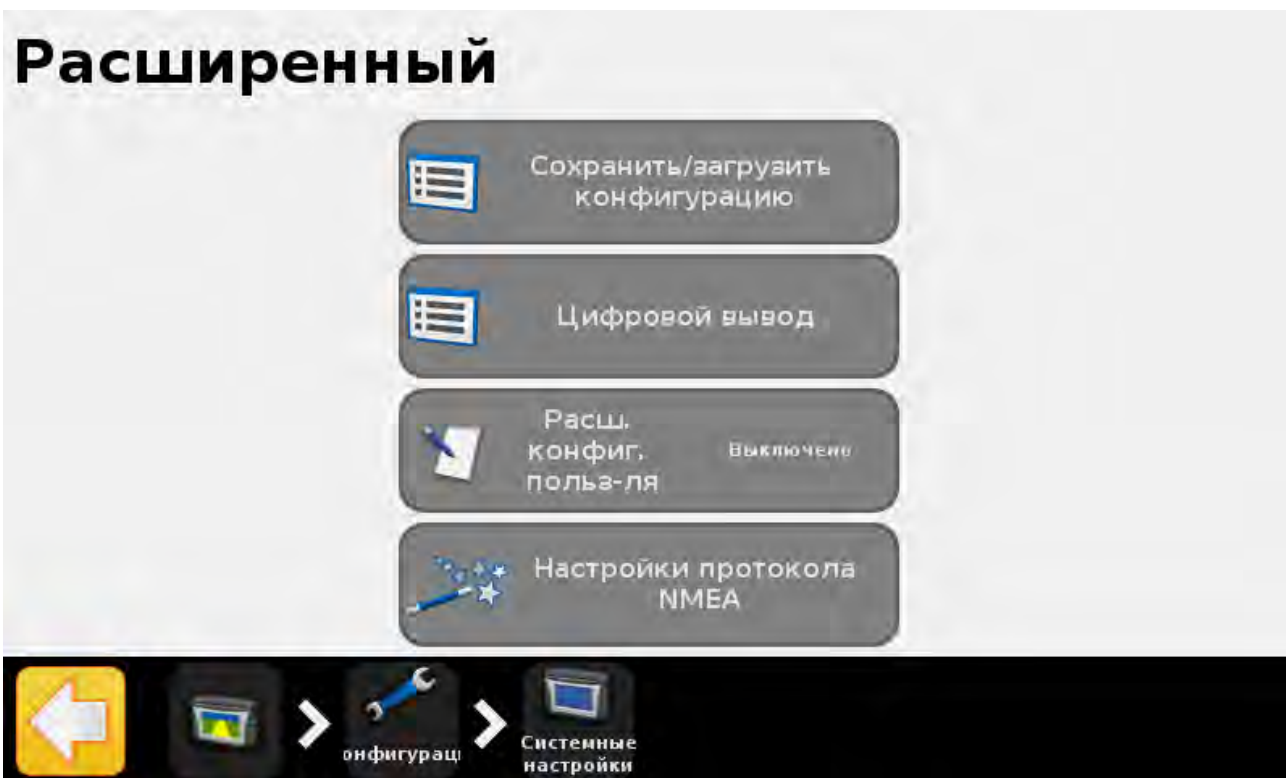 Расширенный
Сохранить/загрузить
конфигурацию
Цифровой вывод
Расш.
конфиг.
польз-ля
Выключено
Настройки протокола
NMEA
онфигурац
Системные
настройки